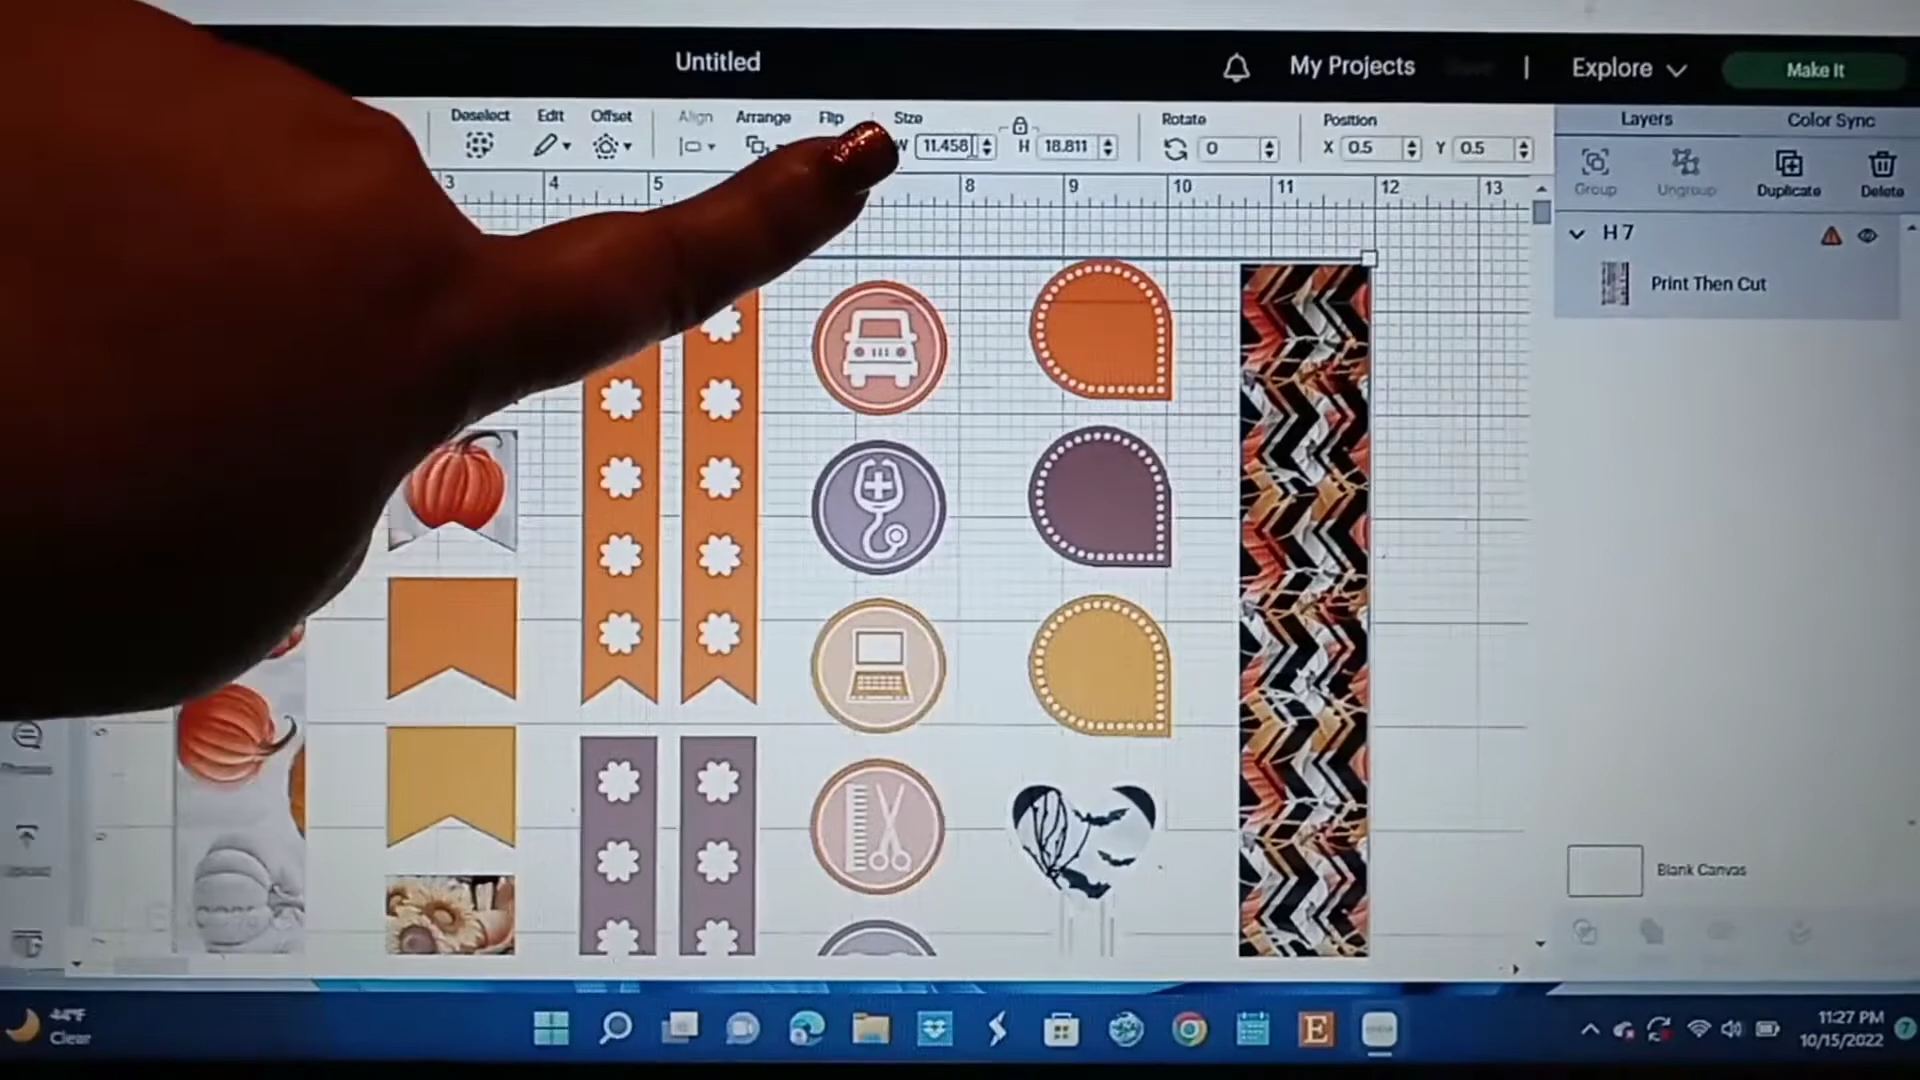 Untitled
My Projects | Explore Make It
Deselect Edit Offset Align Arrange Flip Size Rotate Position
W 11.458 H 18.811 0 X 0.5 Y 0.5
Layers Color Sync
Group Ungroup Duplicate Delete
3 4 5 8 9 10 11 12 13
H 7
Print Then Cut
Blank Canvas
44°F
Clear
E
11:27 PM
10/15/2022
7